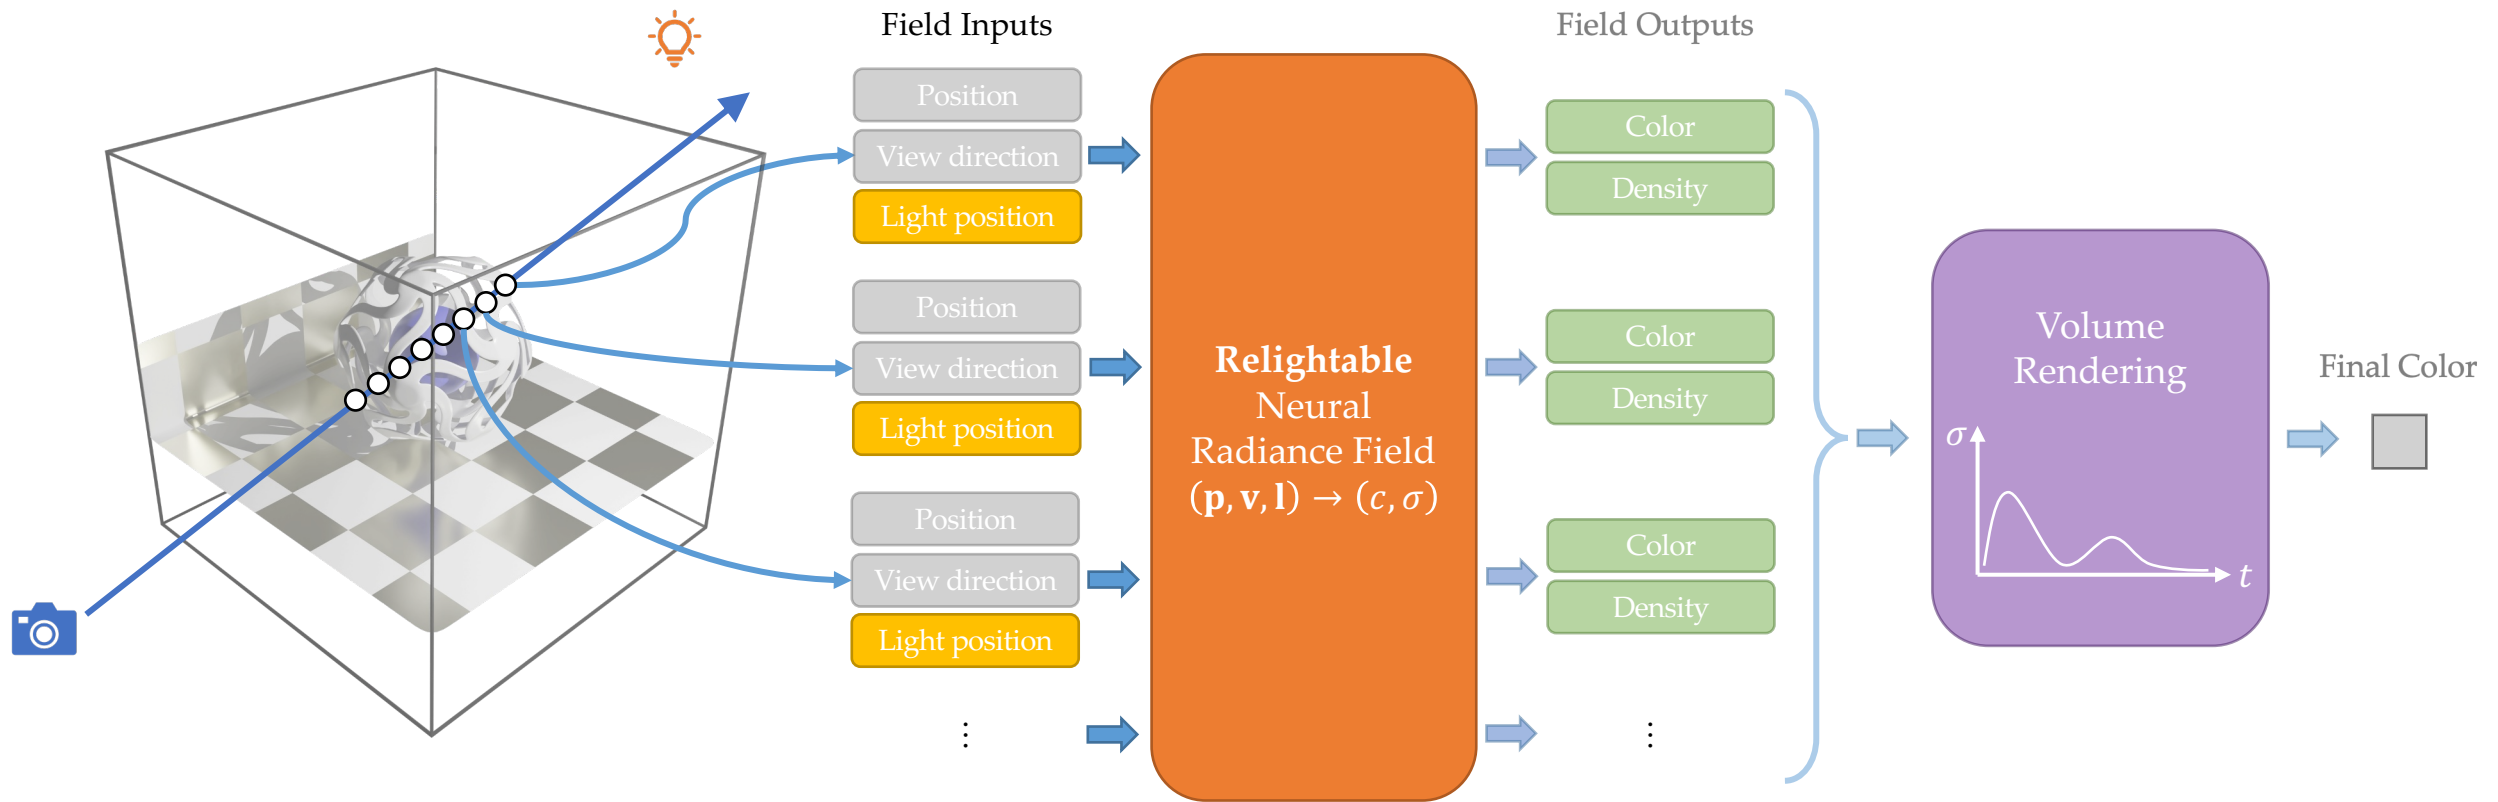 Field Inputs
Position
View direction
Light position
Position
View direction
Light position
Position
View direction
Light position
⋮
Relightable
Neural
Radiance Field
(p, v, l) → (c, σ)
Field Outputs
Color
Density
Color
Density
Color
Density
⋮
Volume
Rendering
σ
t
Final Color